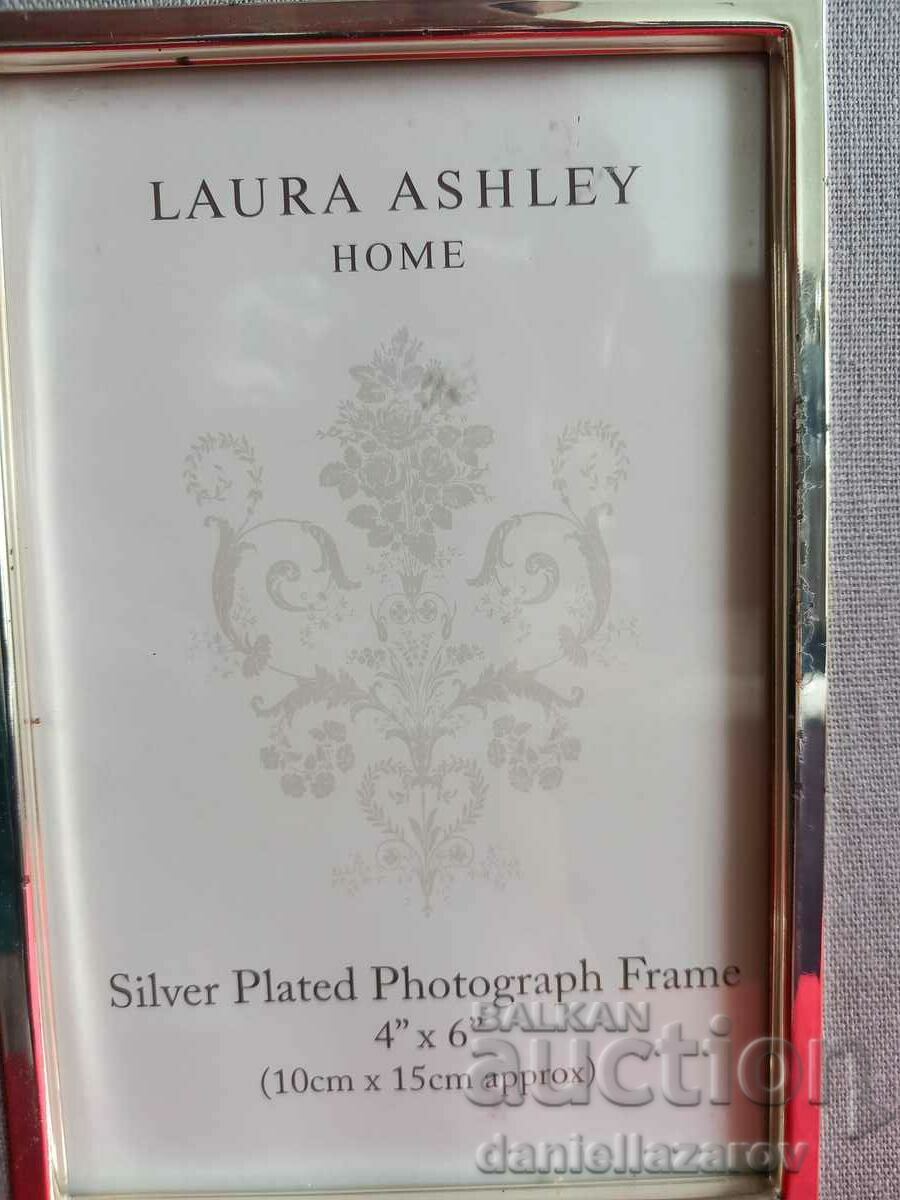 LAURA ASHLEY
HOME
Silver Plated Photograph Frame
4” x 6”
(10cm x 15cm approx)
BALKAN
auction
daniellazarov